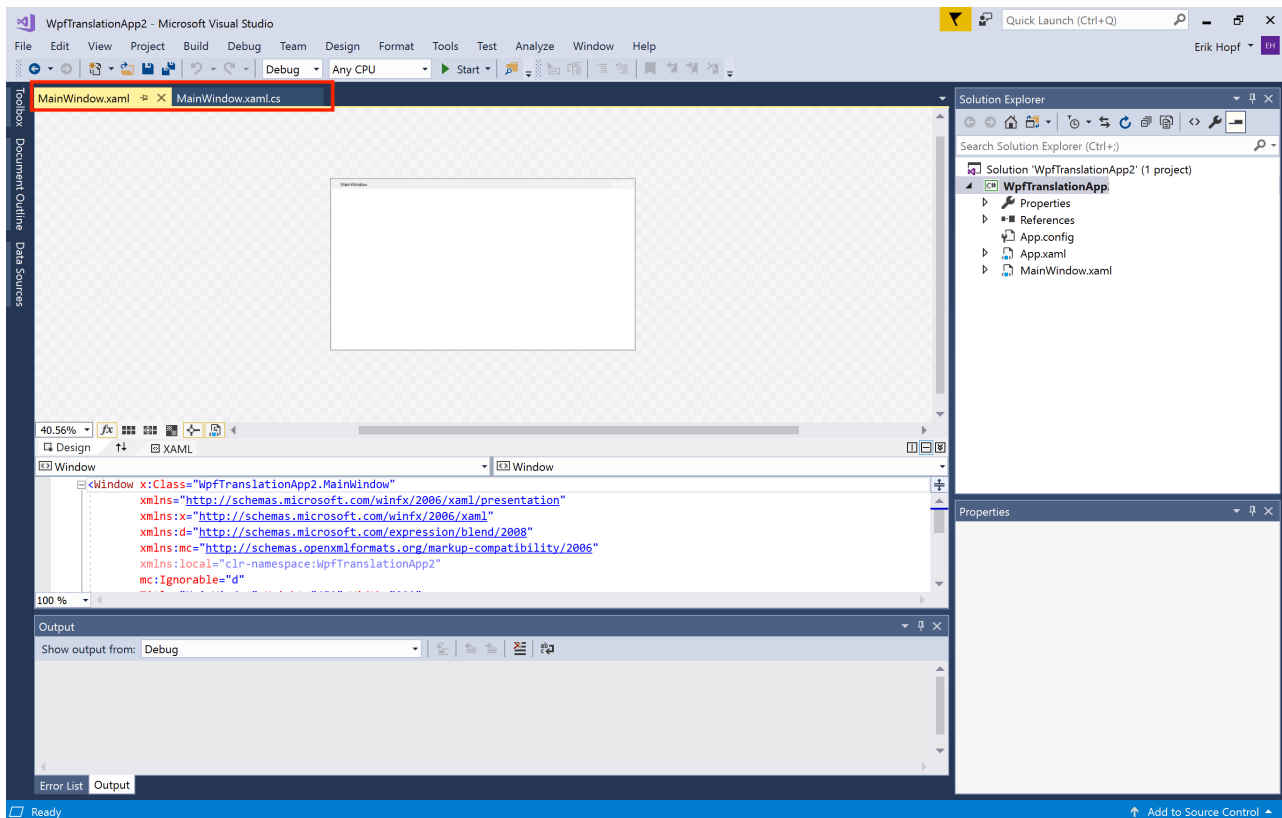 WpfTranslationApp2 - Microsoft Visual Studio
Quick Launch (Ctrl+Q)
File Edit View Project Build Debug Team Design Format Tools Test Analyze Window Help
Erik Hopf EH
Debug Any CPU Start
Toolbox
Document Outline
Data Sources
MainWindow.xaml MainWindow.xaml.cs
MainWindow
40.56% fx
Design XAML
Window Window
<Window x:Class="WpfTranslationApp2.MainWindow"
xmlns="http://schemas.microsoft.com/winfx/2006/xaml/presentation"
xmlns:x="http://schemas.microsoft.com/winfx/2006/xaml"
xmlns:d="http://schemas.microsoft.com/expression/blend/2008"
xmlns:mc="http://schemas.openxmlformats.org/markup-compatibility/2006"
xmlns:local="clr-namespace:WpfTranslationApp2"
mc:Ignorable="d"
100 %
Output
Show output from: Debug
Error List Output
Solution Explorer
Search Solution Explorer (Ctrl+;)
Solution 'WpfTranslationApp2' (1 project)
C# WpfTranslationApp
Properties
References
App.config
App.xaml
MainWindow.xaml
Properties
Ready
Add to Source Control